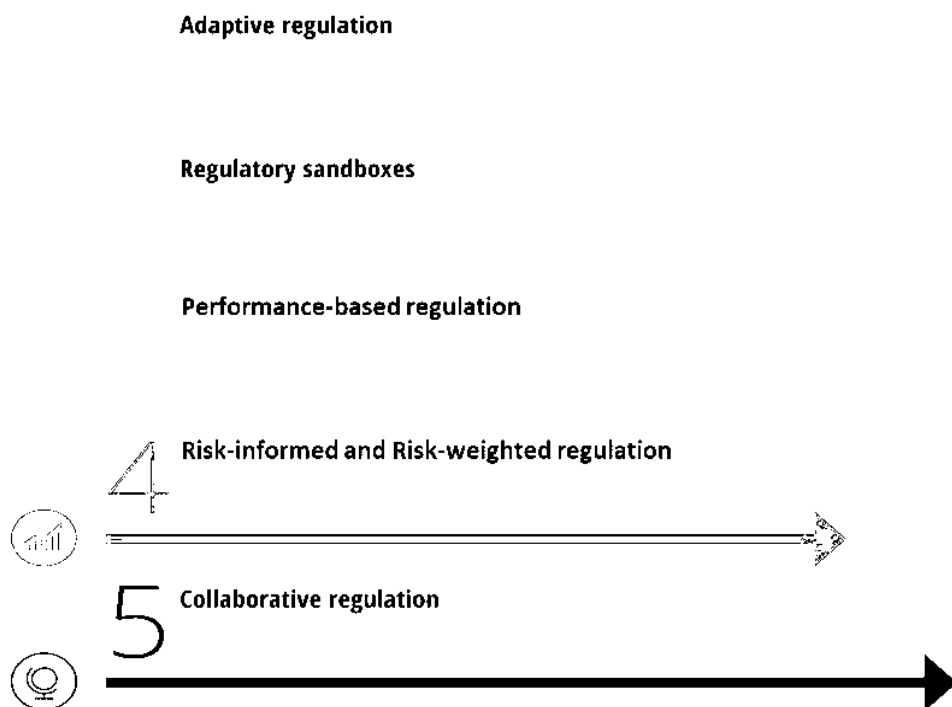 Adaptive regulation
Regulatory sandboxes
Performance-based regulation
4 Risk-informed and Risk-weighted regulation
5 Collaborative regulation